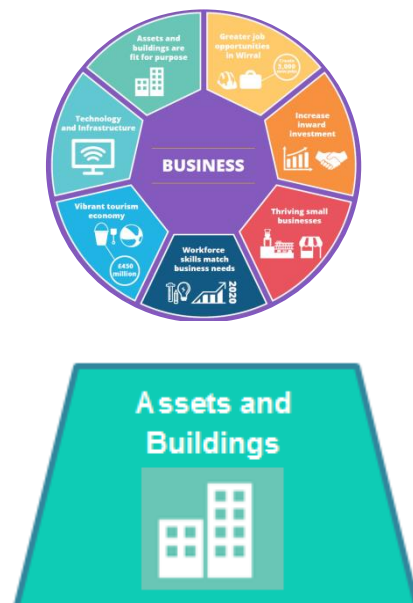 Assets and
buildings are
fit for purpose
Greater job
opportunities
in Wirral
Increase
inward
investment
Thriving small
businesses
Workforce
skills match
business needs
2020
Vibrant tourism
economy
£450
million
Technology
and Infrastructure
BUSINESS
Assets and
Buildings